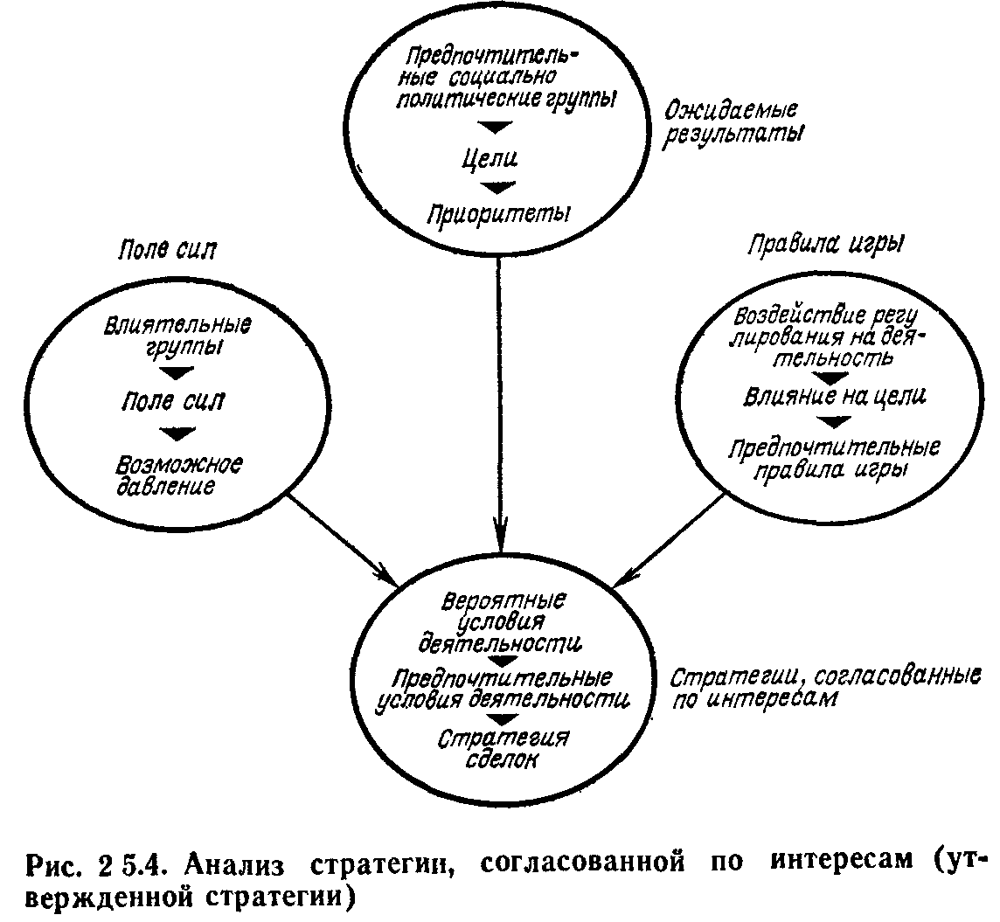 Предпочтитель-
ные социально
политические группы
Цели
Приоритеты
Ожидаемые
результаты
Поле сил
Влиятельные
группы
Поле сил
Возможное
давление
Правила игры
Воздействие регу
лирования на дея-
тельность
Влияние на цели
Предпочтительные
правила игры
Вероятные
условия
деятельности
Предпочтительные
условия деятельности
Стратегия
сделок
Стратегии, согласованные
по интересам
Рис. 2 5.4. Анализ стратегии, согласованной по интересам (ут-
вержденной стратегии)